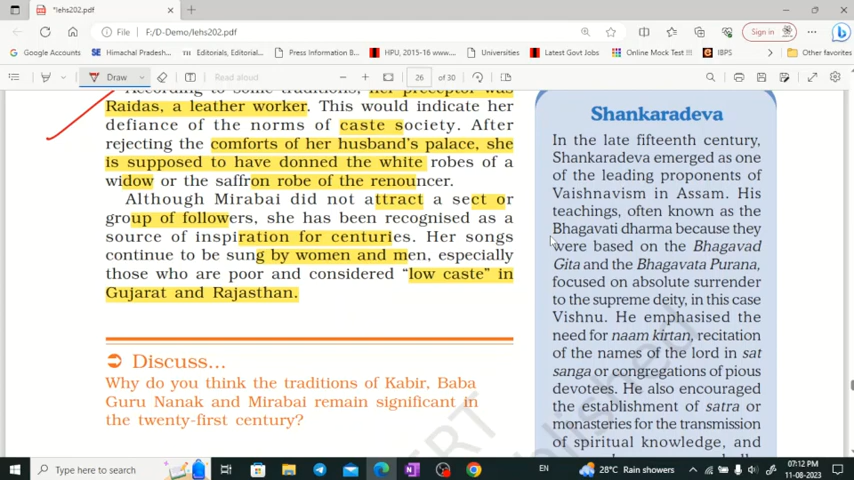 *lehs202.pdf
File
F:/D-Demo/lehs202.pdf
Sign in
Google Accounts
Himachal Pradesh...
Editorials, Editorial...
Press Information B...
HPU, 2015-16 www...
Universities
Latest Govt Jobs
Online Mock Test I...
IBPS
Other favorites
Draw
Read aloud
26 of 30
According to some traditions, her preceptor was
Raidas, a leather worker. This would indicate her
defiance of the norms of caste society. After
rejecting the comforts of her husband's palace, she
is supposed to have donned the white robes of a
widow or the saffron robe of the renouncer.
Although Mirabai did not attract a sect or
group of followers, she has been recognised as a
source of inspiration for centuries. Her songs
continue to be sung by women and men, especially
those who are poor and considered "low caste" in
Gujarat and Rajasthan.
Discuss...
Why do you think the traditions of Kabir, Baba
Guru Nanak and Mirabai remain significant in
the twenty-first century?
Shankaradeva
In the late fifteenth century,
Shankaradeva emerged as one
of the leading proponents of
Vaishnavism in Assam. His
teachings, often known as the
Bhagavati dharma because they
were based on the Bhagavad
Gita and the Bhagavata Purana,
focused on absolute surrender
to the supreme deity, in this case
Vishnu. He emphasised the
need for naam kirtan, recitation
of the names of the lord in sat
sanga or congregations of pious
devotees. He also encouraged
the establishment of satra or
monasteries for the transmission
of spiritual knowledge, and
Type here to search
EN
28°C Rain showers
07:12 PM
11-08-2023